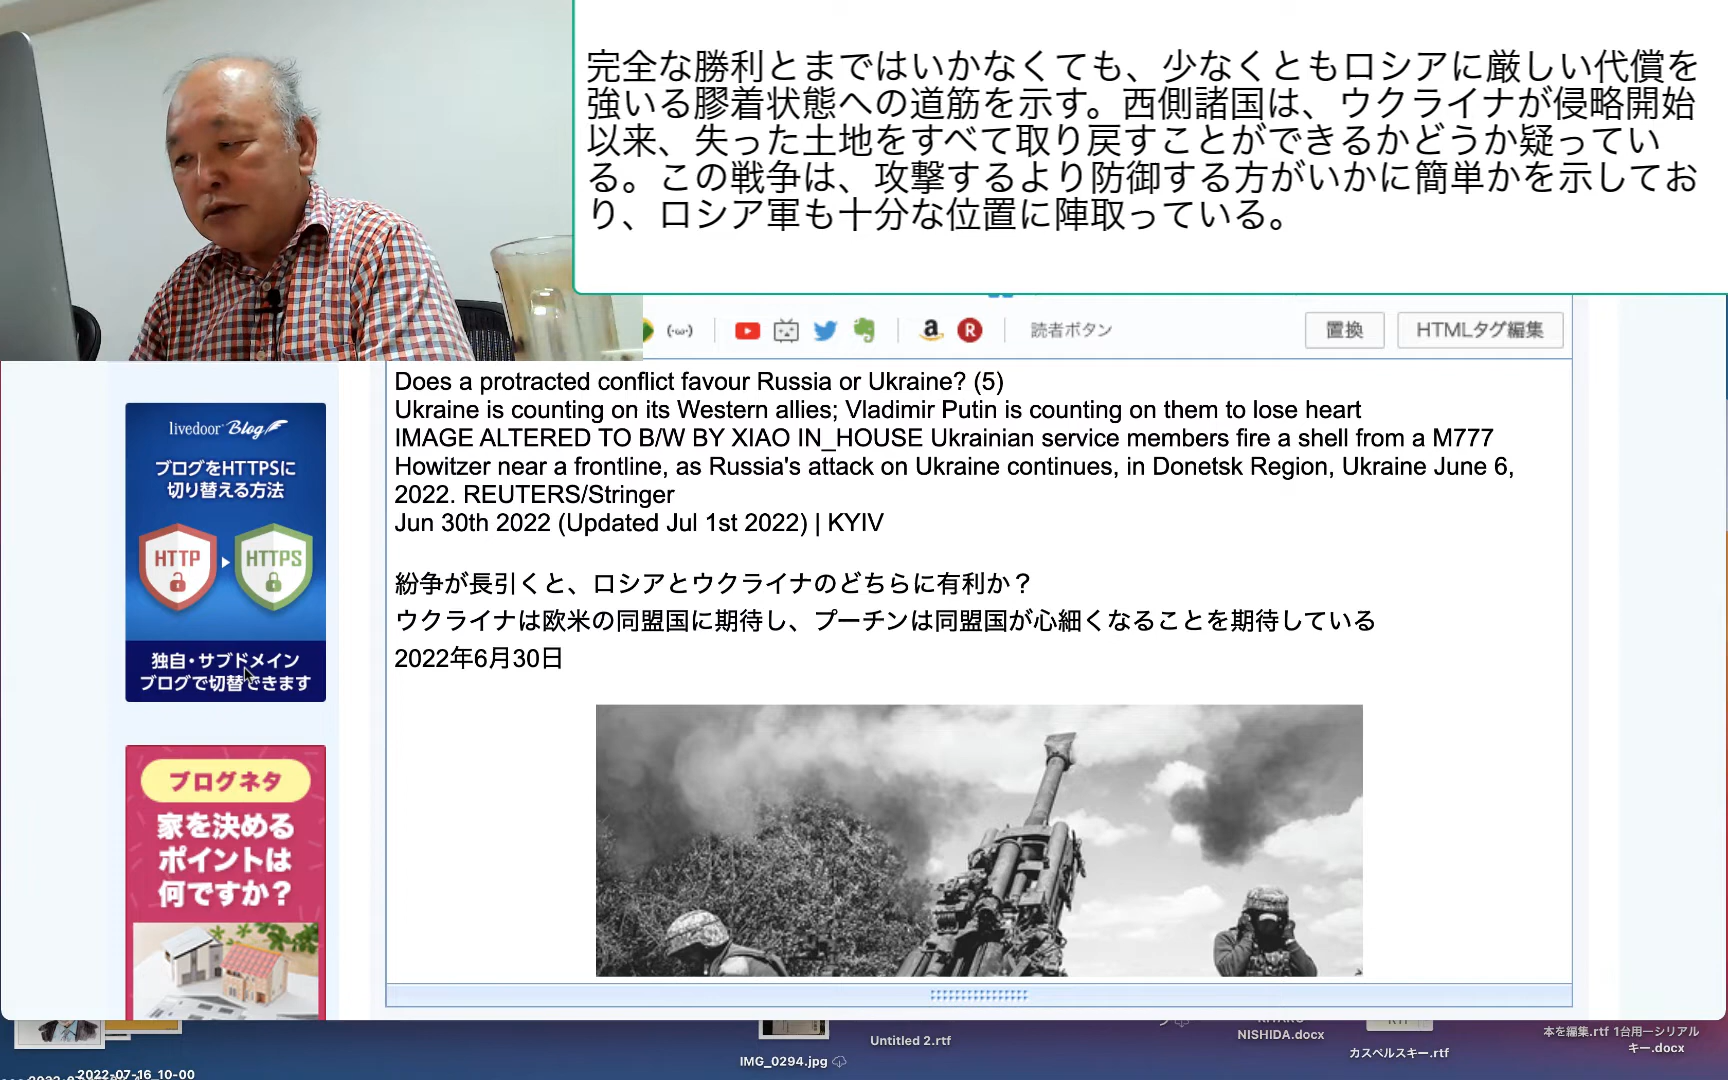 完全な勝利とまではいかなくても、少なくともロシアに厳しい代償を
強いる膠着状態への道筋を示す。西側諸国は、ウクライナが侵略開始
以来、失った土地をすべて取り戻すことができるかどうか疑ってい
る。この戦争は、攻撃するより防御する方がいかに簡単かを示してお
り、ロシア軍も十分な位置に陣取っている。
(·ω·)
a
R
読者ボタン
置換
HTMLタグ編集
Does a protracted conflict favour Russia or Ukraine? (5)
Ukraine is counting on its Western allies; Vladimir Putin is counting on them to lose heart
IMAGE ALTERED TO B/W BY XIAO IN_HOUSE Ukrainian service members fire a shell from a M777
Howitzer near a frontline, as Russia's attack on Ukraine continues, in Donetsk Region, Ukraine June 6,
2022. REUTERS/Stringer
Jun 30th 2022 (Updated Jul 1st 2022) | KYIV
紛争が長引くと、ロシアとウクライナのどちらに有利か？
ウクライナは欧米の同盟国に期待し、プーチンは同盟国が心細くなることを期待している
2022年6月30日
livedoor Blog
ブログをHTTPSに
切り替える方法
HTTP
HTTPS
独自・サブドメイン
ブログで切替できます
ブログネタ
家を決める
ポイントは
何ですか？
2022-07-16_10-00
IMG_0294.jpg
Untitled 2.rtf
NISHIDA.docx
カスペルスキー.rtf
本を編集.rtf
1台用ーシリアル
キー.docx